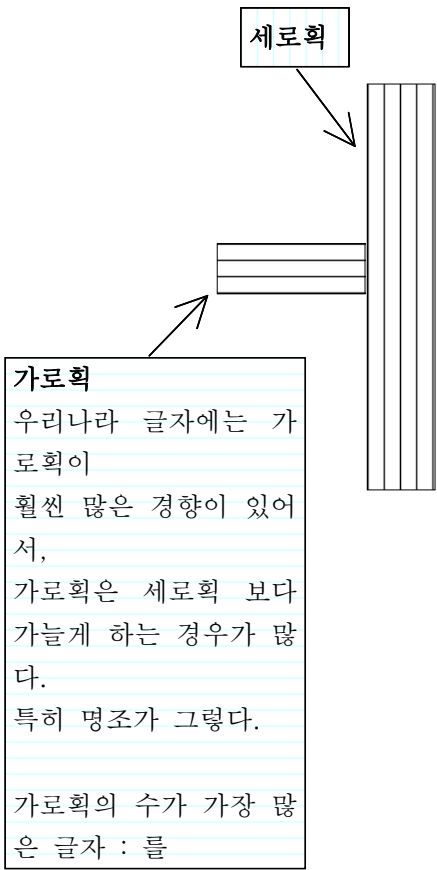 세로획
가로획
우리나라 글자에는 가
로획이
훨씬 많은 경향이 있어
서,
가로획은 세로획 보다
가늘게 하는 경우가 많
다.
특히 명조가 그렇다.
가로획의 수가 가장 많
은 글자 : 를